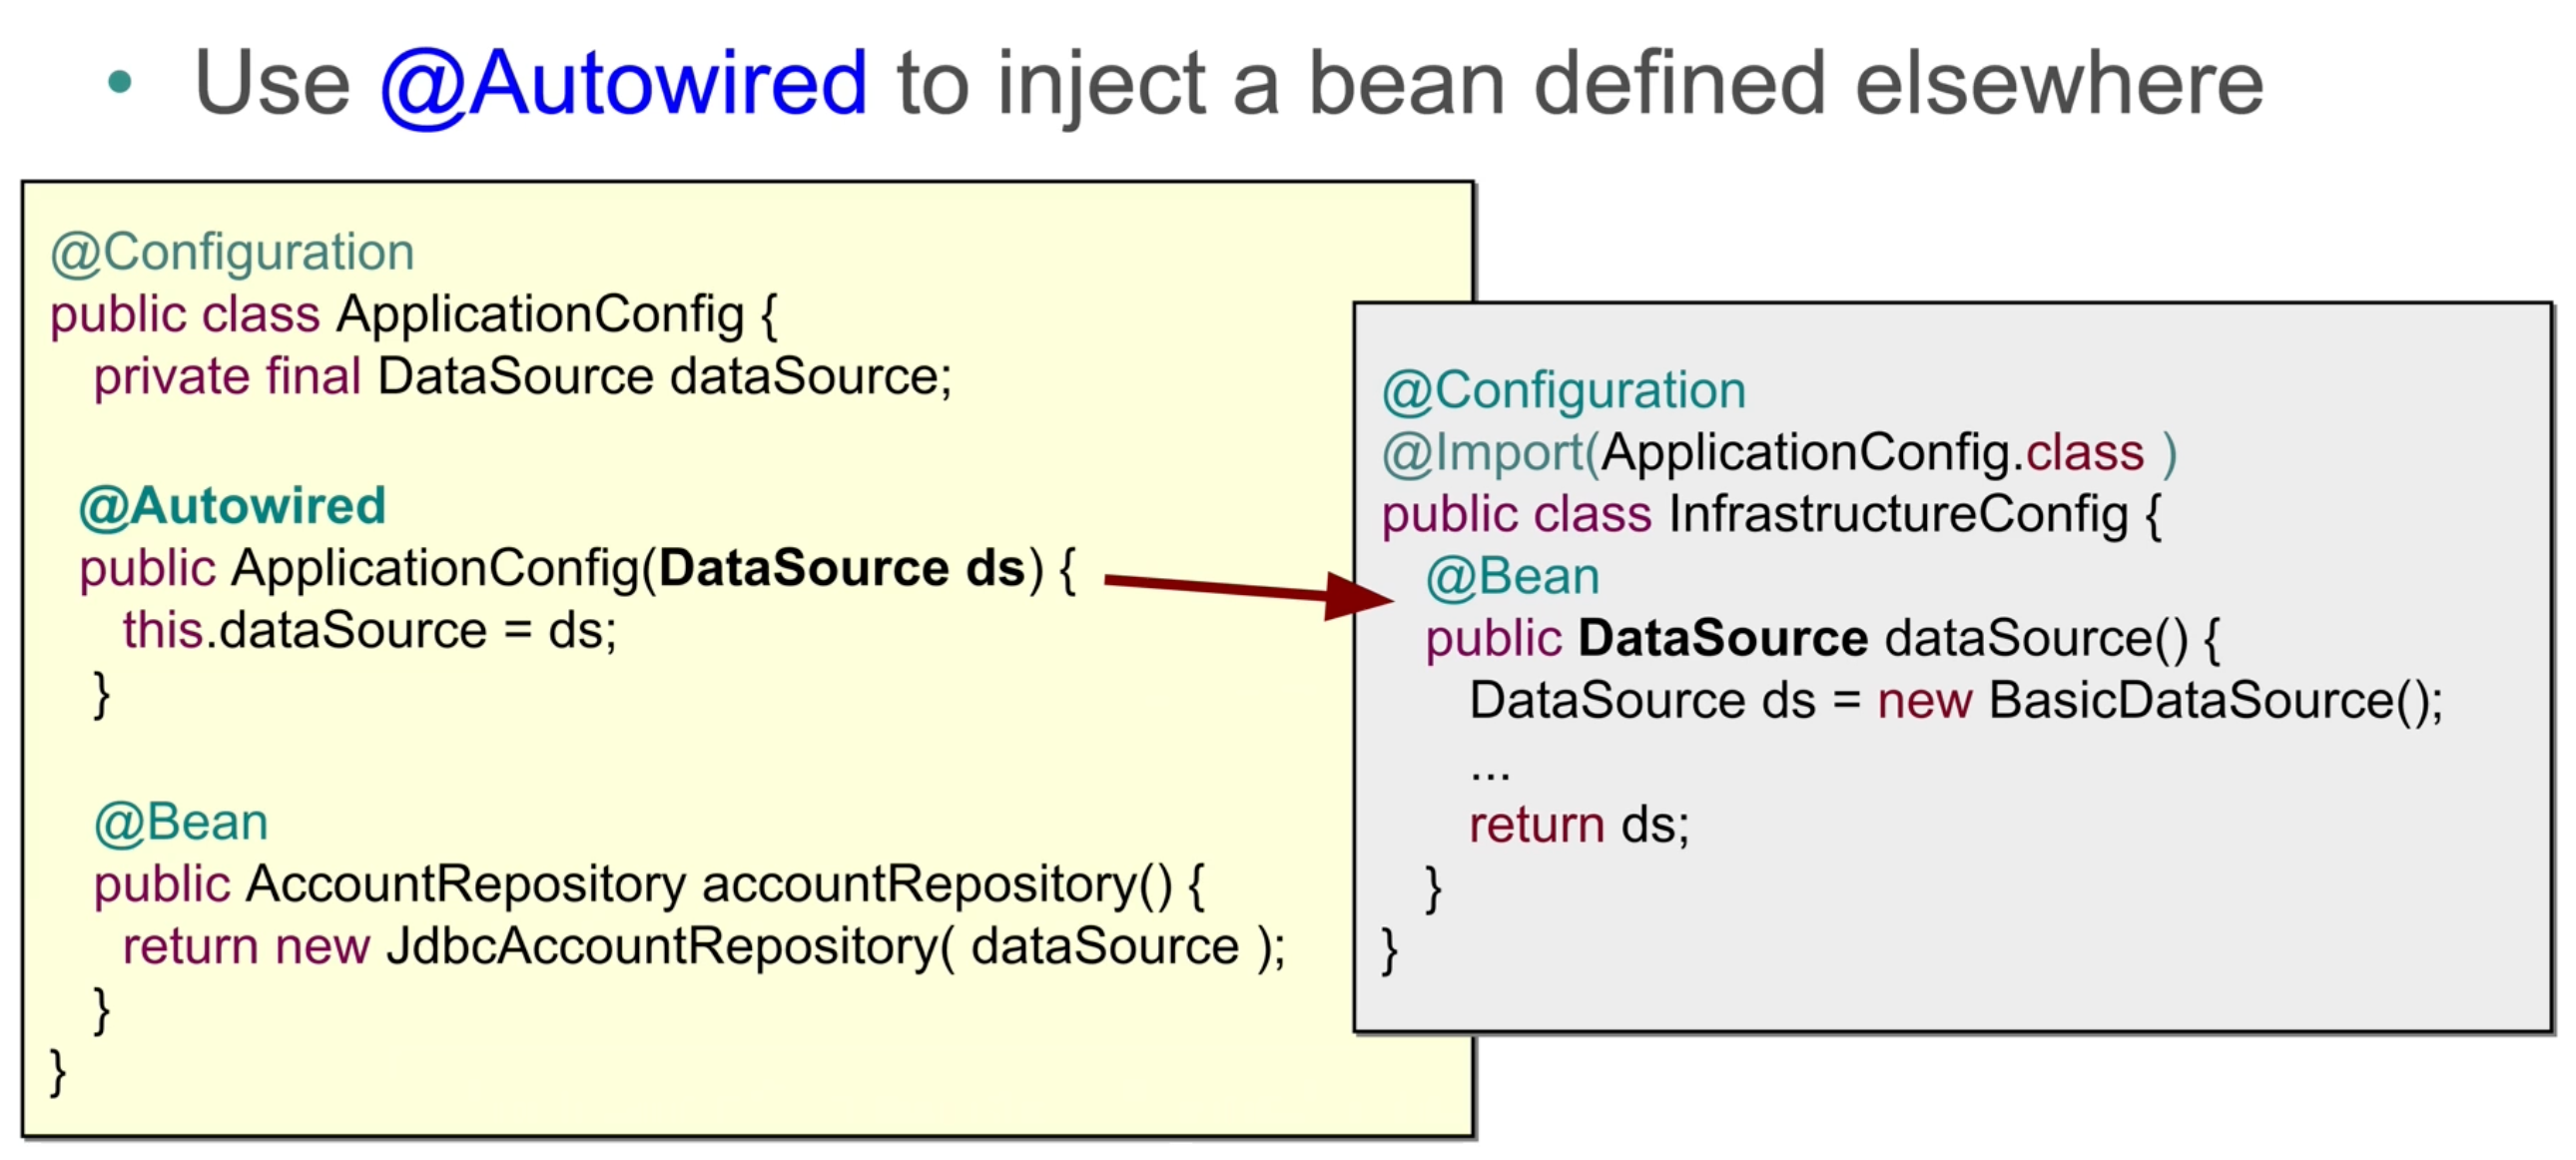 • Use @Autowired to inject a bean defined elsewhere
@Configuration
public class ApplicationConfig {
private final DataSource dataSource;
@Autowired
public ApplicationConfig(DataSource ds) {
this.dataSource = ds;
}
@Bean
public AccountRepository accountRepository() {
return new JdbcAccountRepository( dataSource );
}
}
@Configuration
@Import(ApplicationConfig.class )
public class InfrastructureConfig {
@Bean
public DataSource dataSource() {
DataSource ds = new BasicDataSource();
...
return ds;
}
}